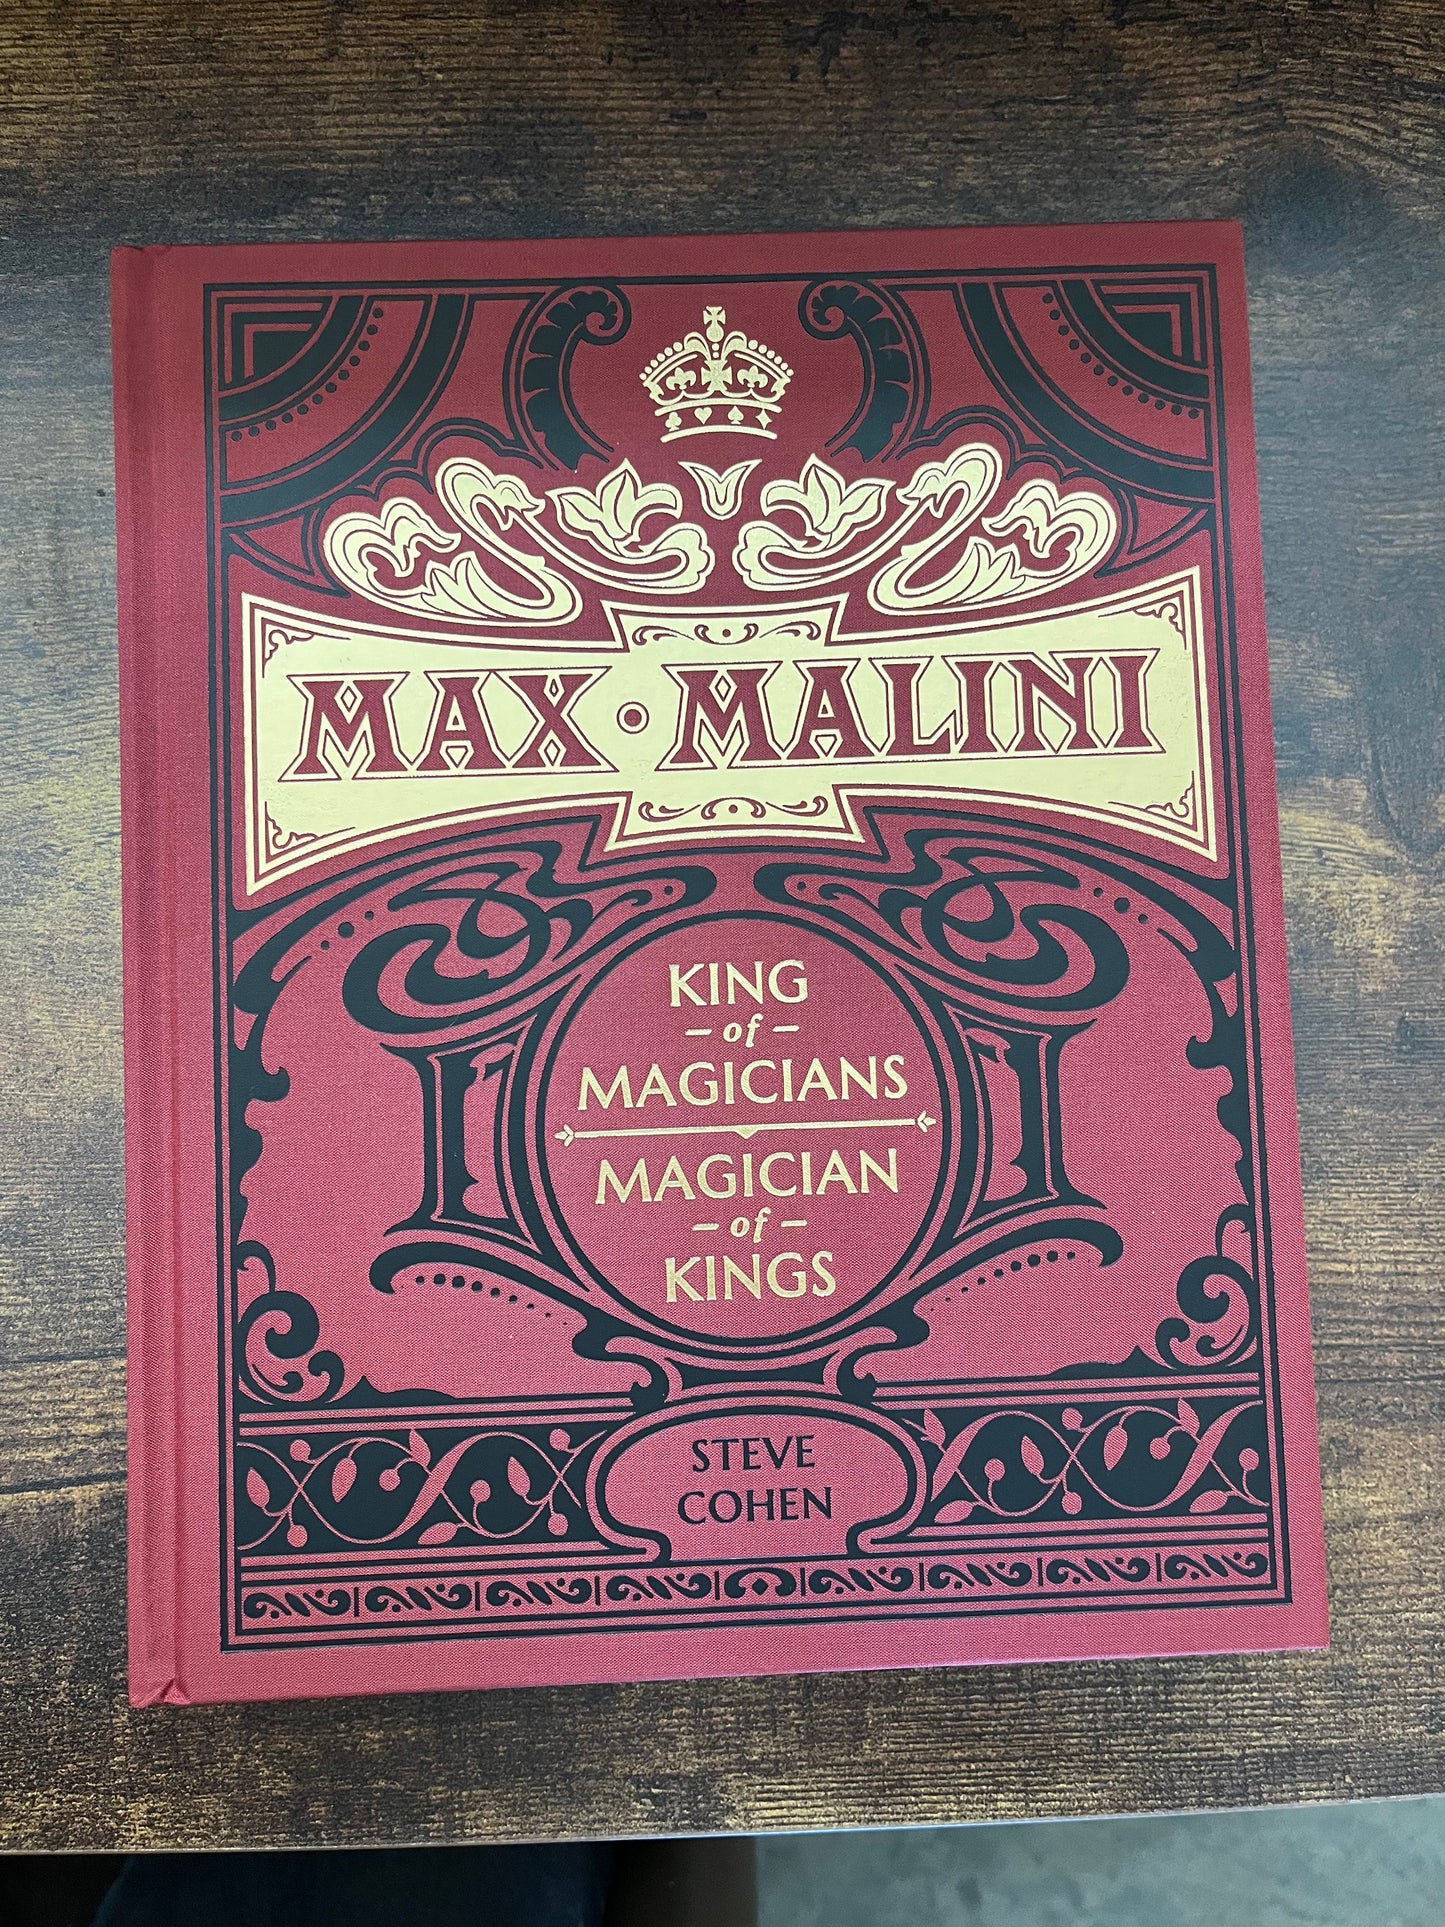 MAX • MALINI
KING
– of –
MAGICIANS
MAGICIAN
– of –
KINGS
STEVE
COHEN